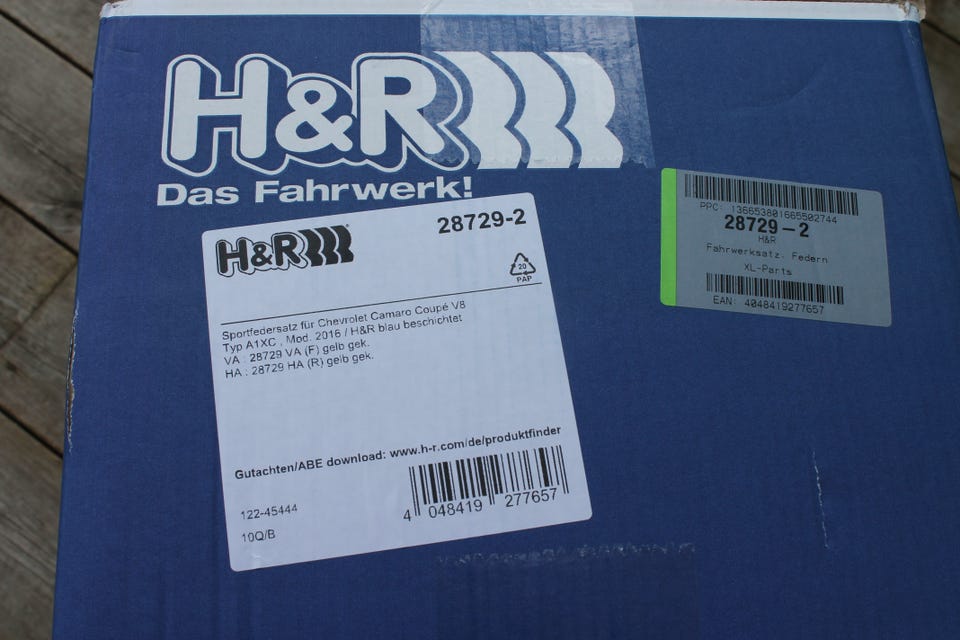 H&R
Das Fahrwerk!
H&R
28729-2
20
PAP
Sportfedersatz für Chevrolet Camaro Coupé V8
Typ A1XC , Mod. 2016 / H&R blau beschichtet
VA : 28729 VA (F) gelb gek.
HA : 28729 HA (R) gelb gek.
Gutachten/ABE download: www.h-r.com/de/produktfinder
122-45444
10Q/B
4 048419 277657
PPC: 136653801665502744
28729-2
H&R
Fahrwerksatz, Federn
XL-Parts
EAN: 4048419277657